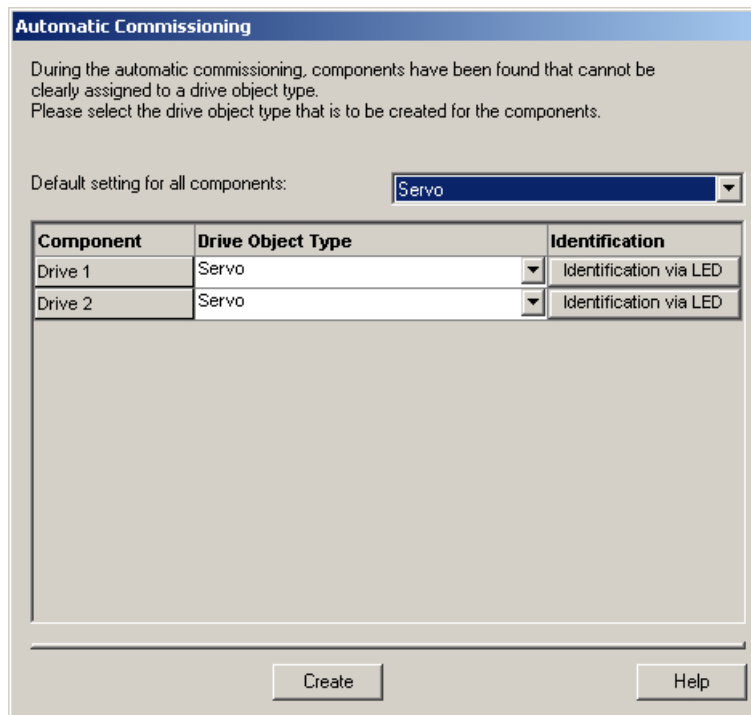 Automatic Commissioning
During the automatic commissioning, components have been found that cannot be
clearly assigned to a drive object type.
Please select the drive object type that is to be created for the components.
Default setting for all components: Servo
Component Drive Object Type Identification
Drive 1 Servo Identification via LED
Drive 2 Servo Identification via LED
Create Help